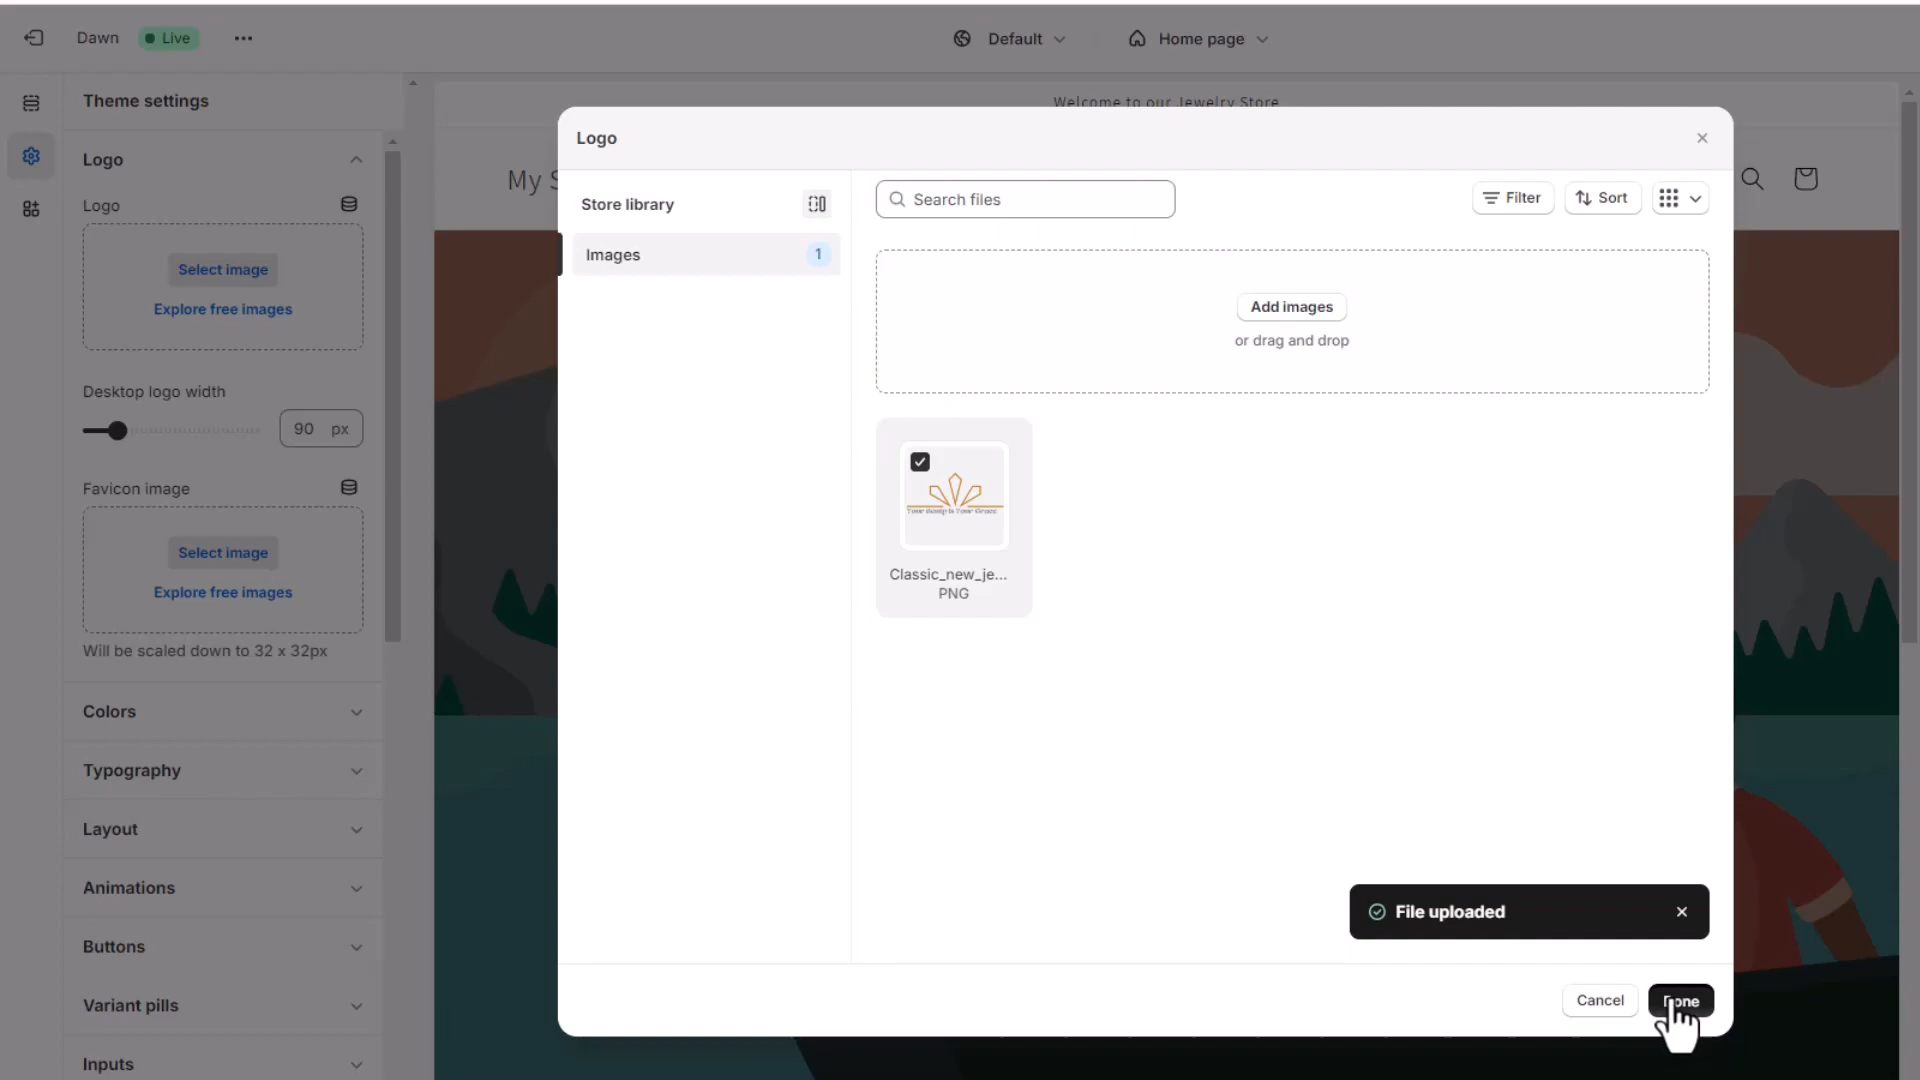 Dawn
Live
Default
Home page
Theme settings
Logo
Logo
Select image
Explore free images
Desktop logo width
90 px
Favicon image
Select image
Explore free images
Will be scaled down to 32 x 32px
Colors
Typography
Layout
Animations
Buttons
Variant pills
Inputs
Welcome to our Jewelry Store
My S
Logo
Store library
Images 1
Search files
Filter
Sort
Add images
or drag and drop
Classic_new_je...
PNG
File uploaded
Cancel
Done